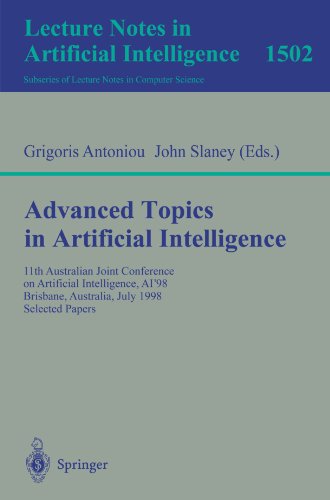 Lecture Notes in
Artificial Intelligence 1502
Subseries of Lecture Notes in Computer Science
Grigoris Antoniou John Slaney (Eds.)
Advanced Topics
in Artificial Intelligence
11th Australian Joint Conference
on Artificial Intelligence, AI'98
Brisbane, Australia, July 1998
Selected Papers
Springer